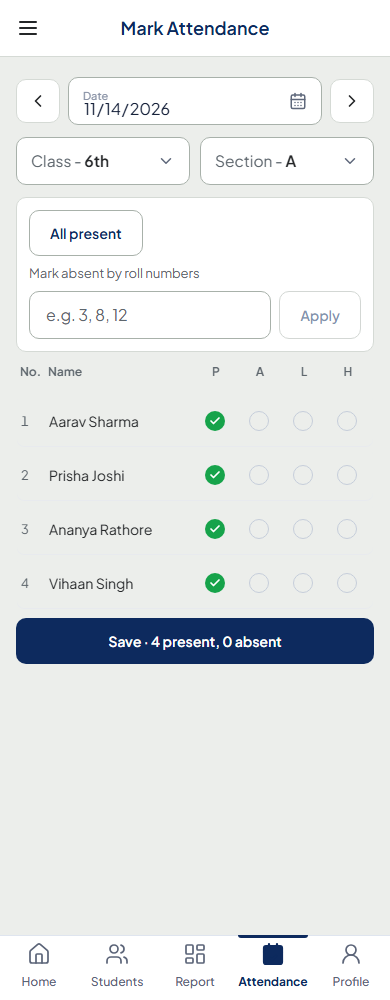 Mark Attendance
Date
11/14/2026
Class - 6th
Section - A
All present
Mark absent by roll numbers
e.g. 3, 8, 12
Apply
No. Name P A L H
1 Aarav Sharma
2 Prisha Joshi
3 Ananya Rathore
4 Vihaan Singh
Save · 4 present, 0 absent
Home Students Report Attendance Profile